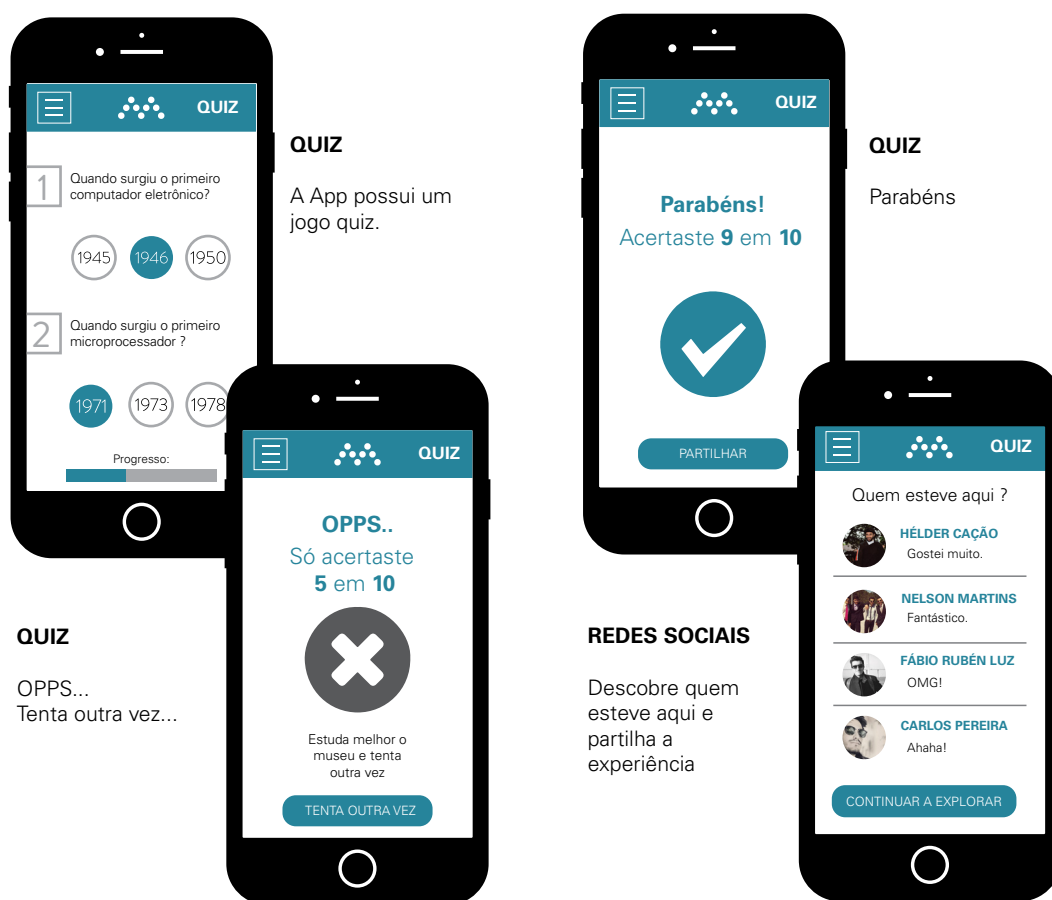 QUIZ
1
Quando surgiu o primeiro
computador eletrônico?
1945
1946
1950
2
Quando surgiu o primeiro
microprocessador ?
1971
1973
1978
Progresso:
QUIZ
A App possui um
jogo quiz.
QUIZ
OPPS..
Só acertaste
5 em 10
Estuda melhor o
museu e tenta
outra vez
TENTA OUTRA VEZ
QUIZ
OPPS...
Tenta outra vez...
QUIZ
Parabéns!
Acertaste 9 em 10
PARTILHAR
QUIZ
Parabéns
QUIZ
Quem esteve aqui ?
HÉLDER CAÇÃO
Gostei muito.
NELSON MARTINS
Fantástico.
FÁBIO RUBÉN LUZ
OMG!
CARLOS PEREIRA
Ahaha!
CONTINUAR A EXPLORAR
REDES SOCIAIS
Descobre quem
esteve aqui e
partilha a
experiência